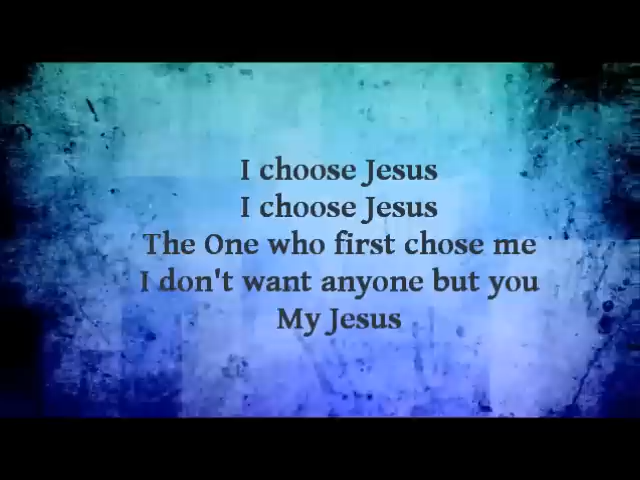 I choose Jesus
I choose Jesus
The One who first chose me
I don't want anyone but you
My Jesus